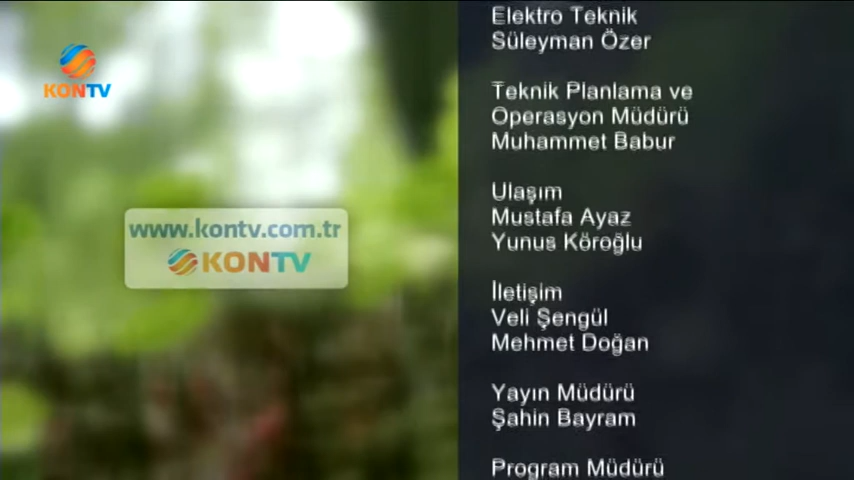 KONTV
www.kontv.com.tr
KONTV
Elektro Teknik
Süleyman Özer
Teknik Planlama ve
Operasyon Müdürü
Muhammet Babur
Ulaşım
Mustafa Ayaz
Yunus Köroğlu
İletişim
Veli Şengül
Mehmet Doğan
Yayın Müdürü
Şahin Bayram
Program Müdürü